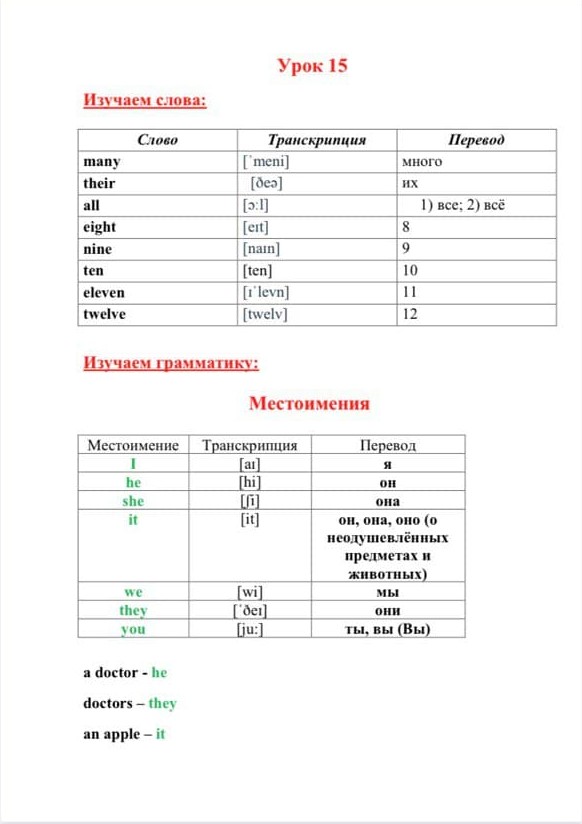 Урок 15
Изучаем слова:
Слово Транскрипция Перевод
many [ˈmeni] много
their [ðeə] их
all [ɔ:l] 1) все; 2) всё
eight [eɪt] 8
nine [naɪn] 9
ten [ten] 10
eleven [ɪˈlevn] 11
twelve [twelv] 12
Изучаем грамматику:
Местоимения
Местоимение Транскрипция Перевод
I [aɪ] я
he [hi] он
she [ʃi] она
it [it] он, она, оно (о
неодушевлённых
предметах и
животных)
we [wi] мы
they [ˈðeɪ] они
you [ju:] ты, вы (Вы)
a doctor - he
doctors – they
an apple – it